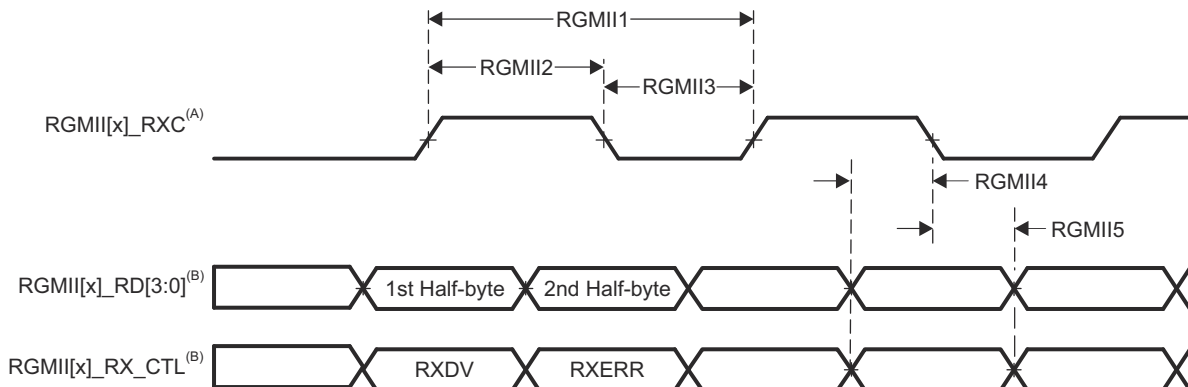 RGMII1
RGMII2
RGMII3
RGMII[x]_RXC(A)
RGMII4
RGMII5
RGMII[x]_RD[3:0](B)
1st Half-byte
2nd Half-byte
RGMII[x]_RX_CTL(B)
RXDV
RXERR